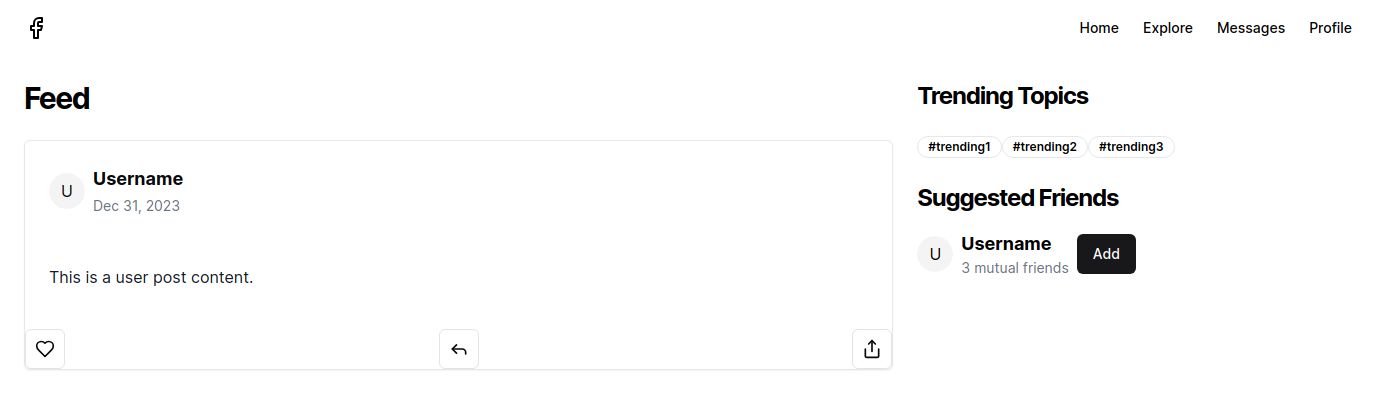 Home Explore Messages Profile
Feed
U Username
Dec 31, 2023
This is a user post content.
Trending Topics
#trending1 #trending2 #trending3
Suggested Friends
U Username
3 mutual friends
Add